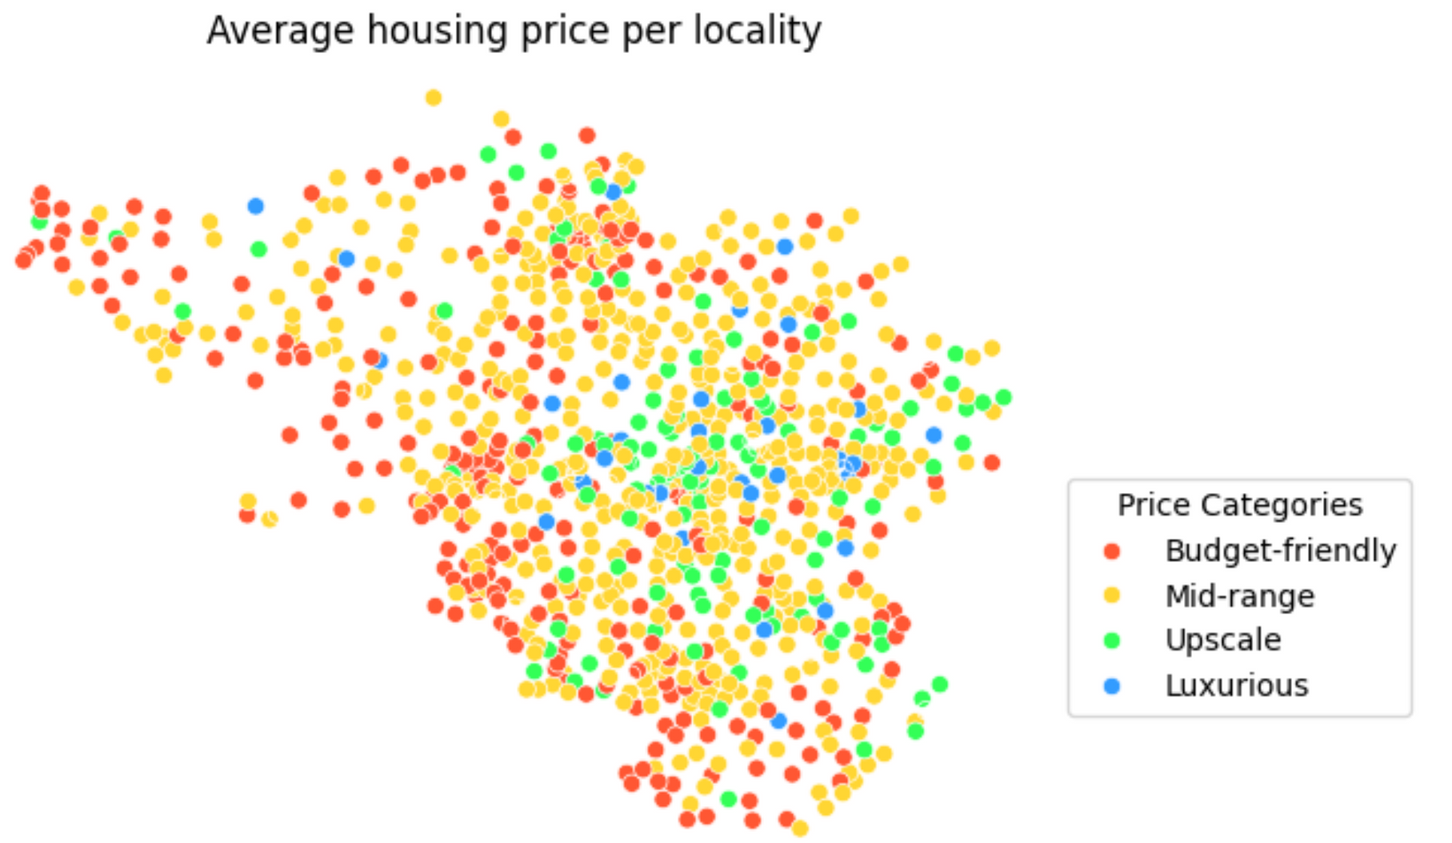 Average housing price per locality
Price Categories
Budget-friendly
Mid-range
Upscale
Luxurious